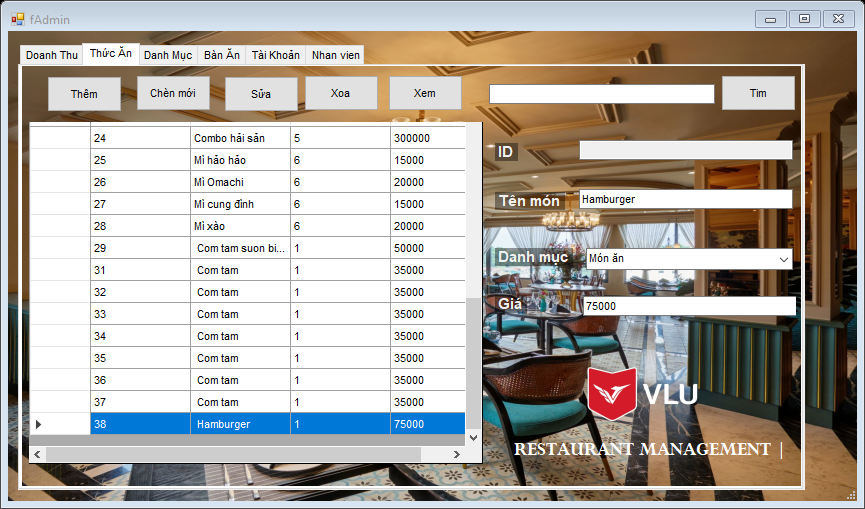 fAdmin
Doanh Thu Thức Ăn Danh Mục Bàn Ăn Tài Khoản Nhan vien
Thêm Chèn mới Sửa Xoa Xem Tìm
24 Combo hải sản 5 300000
25 Mì hảo hảo 6 15000
26 Mì Omachi 6 20000
27 Mì cung đình 6 15000
28 Mì xào 6 20000
29 Com tam suon bi... 1 50000
31 Com tam 1 35000
32 Com tam 1 35000
33 Com tam 1 35000
34 Com tam 1 35000
35 Com tam 1 35000
36 Com tam 1 35000
37 Com tam 1 35000
38 Hamburger 1 75000
ID
Tên món Hamburger
Danh mục Món ăn
Giá 75000
VLU
RESTAURANT MANAGEMENT |